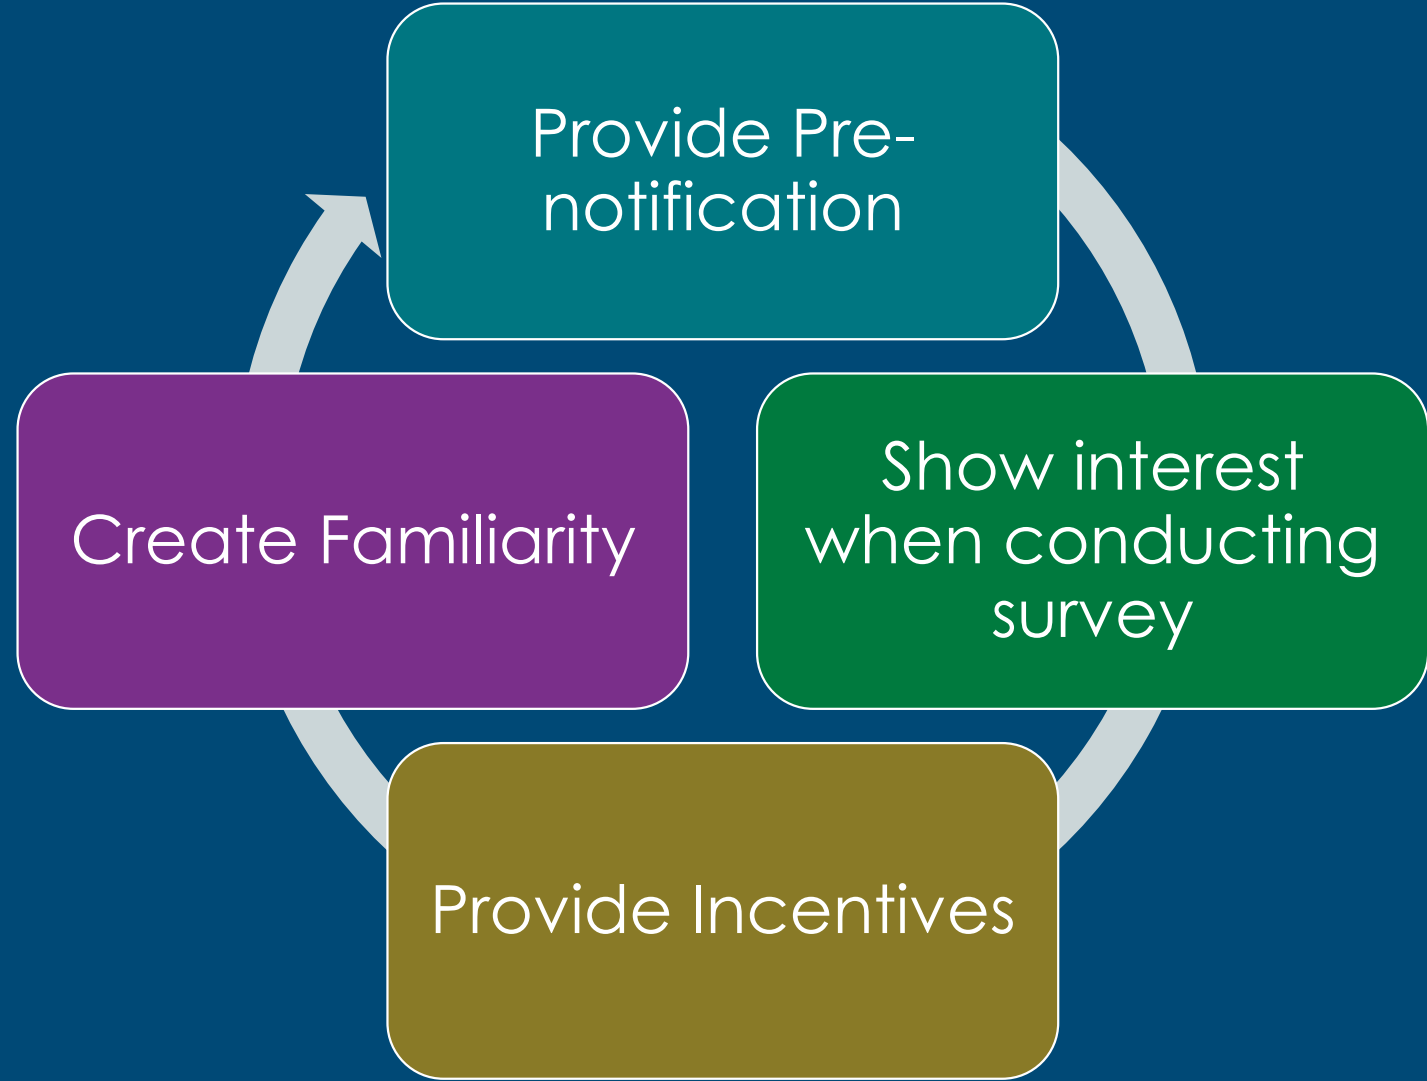 Provide Pre-
notification
Show interest
when conducting
survey
Provide Incentives
Create Familiarity